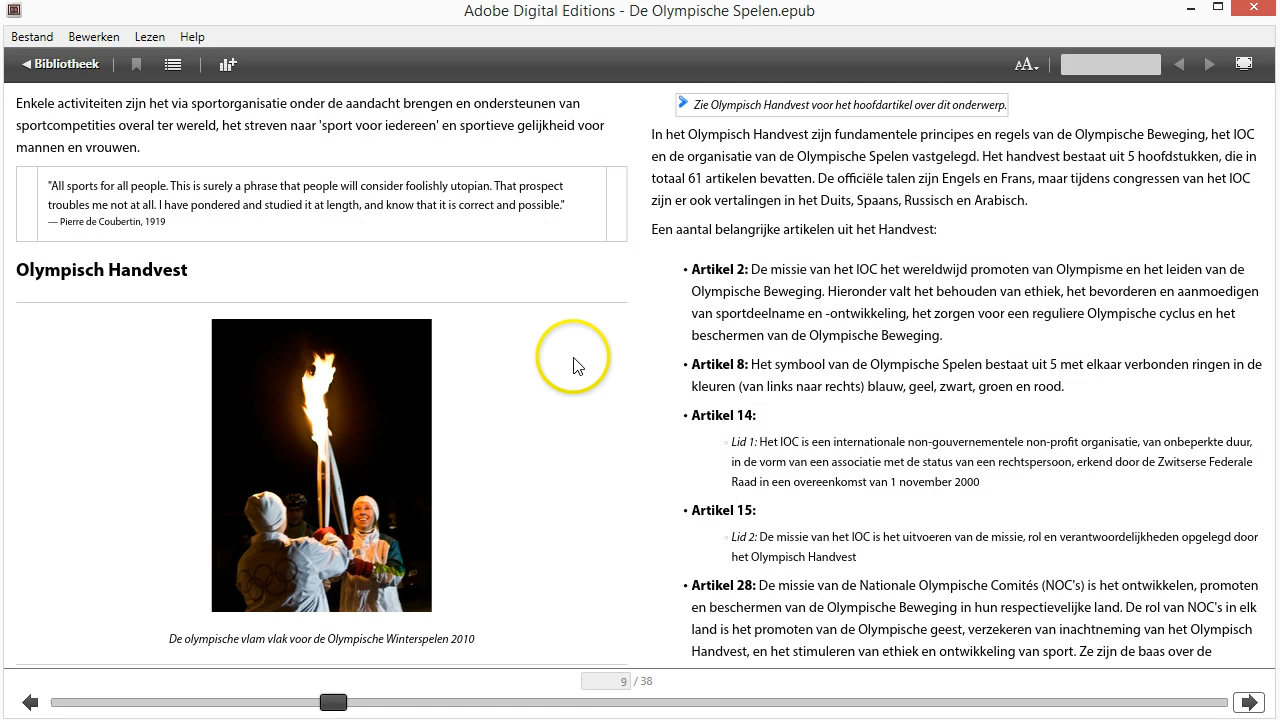 Adobe Digital Editions - De Olympische Spelen.epub
Bestand Bewerken Lezen Help
Bibliotheek
AA
Enkele activiteiten zijn het via sportorganisatie onder de aandacht brengen en ondersteunen van
sportcompetities overal ter wereld, het streven naar 'sport voor iedereen' en sportieve gelijkheid voor
mannen en vrouwen.
"All sports for all people. This is surely a phrase that people will consider foolishly utopian. That prospect
troubles me not at all. I have pondered and studied it at length, and know that it is correct and possible."
— Pierre de Coubertin, 1919
Olympisch Handvest
De olympische vlam vlak voor de Olympische Winterspelen 2010
Zie Olympisch Handvest voor het hoofdartikel over dit onderwerp.
In het Olympisch Handvest zijn fundamentele principes en regels van de Olympische Beweging, het IOC
en de organisatie van de Olympische Spelen vastgelegd. Het handvest bestaat uit 5 hoofdstukken, die in
totaal 61 artikelen bevatten. De officiële talen zijn Engels en Frans, maar tijdens congressen van het IOC
zijn er ook vertalingen in het Duits, Spaans, Russisch en Arabisch.
Een aantal belangrijke artikelen uit het Handvest:
• Artikel 2: De missie van het IOC het wereldwijd promoten van Olympisme en het leiden van de
Olympische Beweging. Hieronder valt het behouden van ethiek, het bevorderen en aanmoedigen
van sportdeelname en -ontwikkeling, het zorgen voor een reguliere Olympische cyclus en het
beschermen van de Olympische Beweging.
• Artikel 8: Het symbool van de Olympische Spelen bestaat uit 5 met elkaar verbonden ringen in de
kleuren (van links naar rechts) blauw, geel, zwart, groen en rood.
• Artikel 14:
◦ Lid 1: Het IOC is een internationale non-gouvernementele non-profit organisatie, van onbeperkte duur,
in de vorm van een associatie met de status van een rechtspersoon, erkend door de Zwitserse Federale
Raad in een overeenkomst van 1 november 2000
• Artikel 15:
◦ Lid 2: De missie van het IOC is het uitvoeren van de missie, rol en verantwoordelijkheden opgelegd door
het Olympisch Handvest
• Artikel 28: De missie van de Nationale Olympische Comités (NOC's) is het ontwikkelen, promoten
en beschermen van de Olympische Beweging in hun respectievelijke land. De rol van NOC's in elk
land is het promoten van de Olympische geest, verzekeren van inachtneming van het Olympisch
Handvest, en het stimuleren van ethiek en ontwikkeling van sport. Ze zijn de baas over de
9 / 38